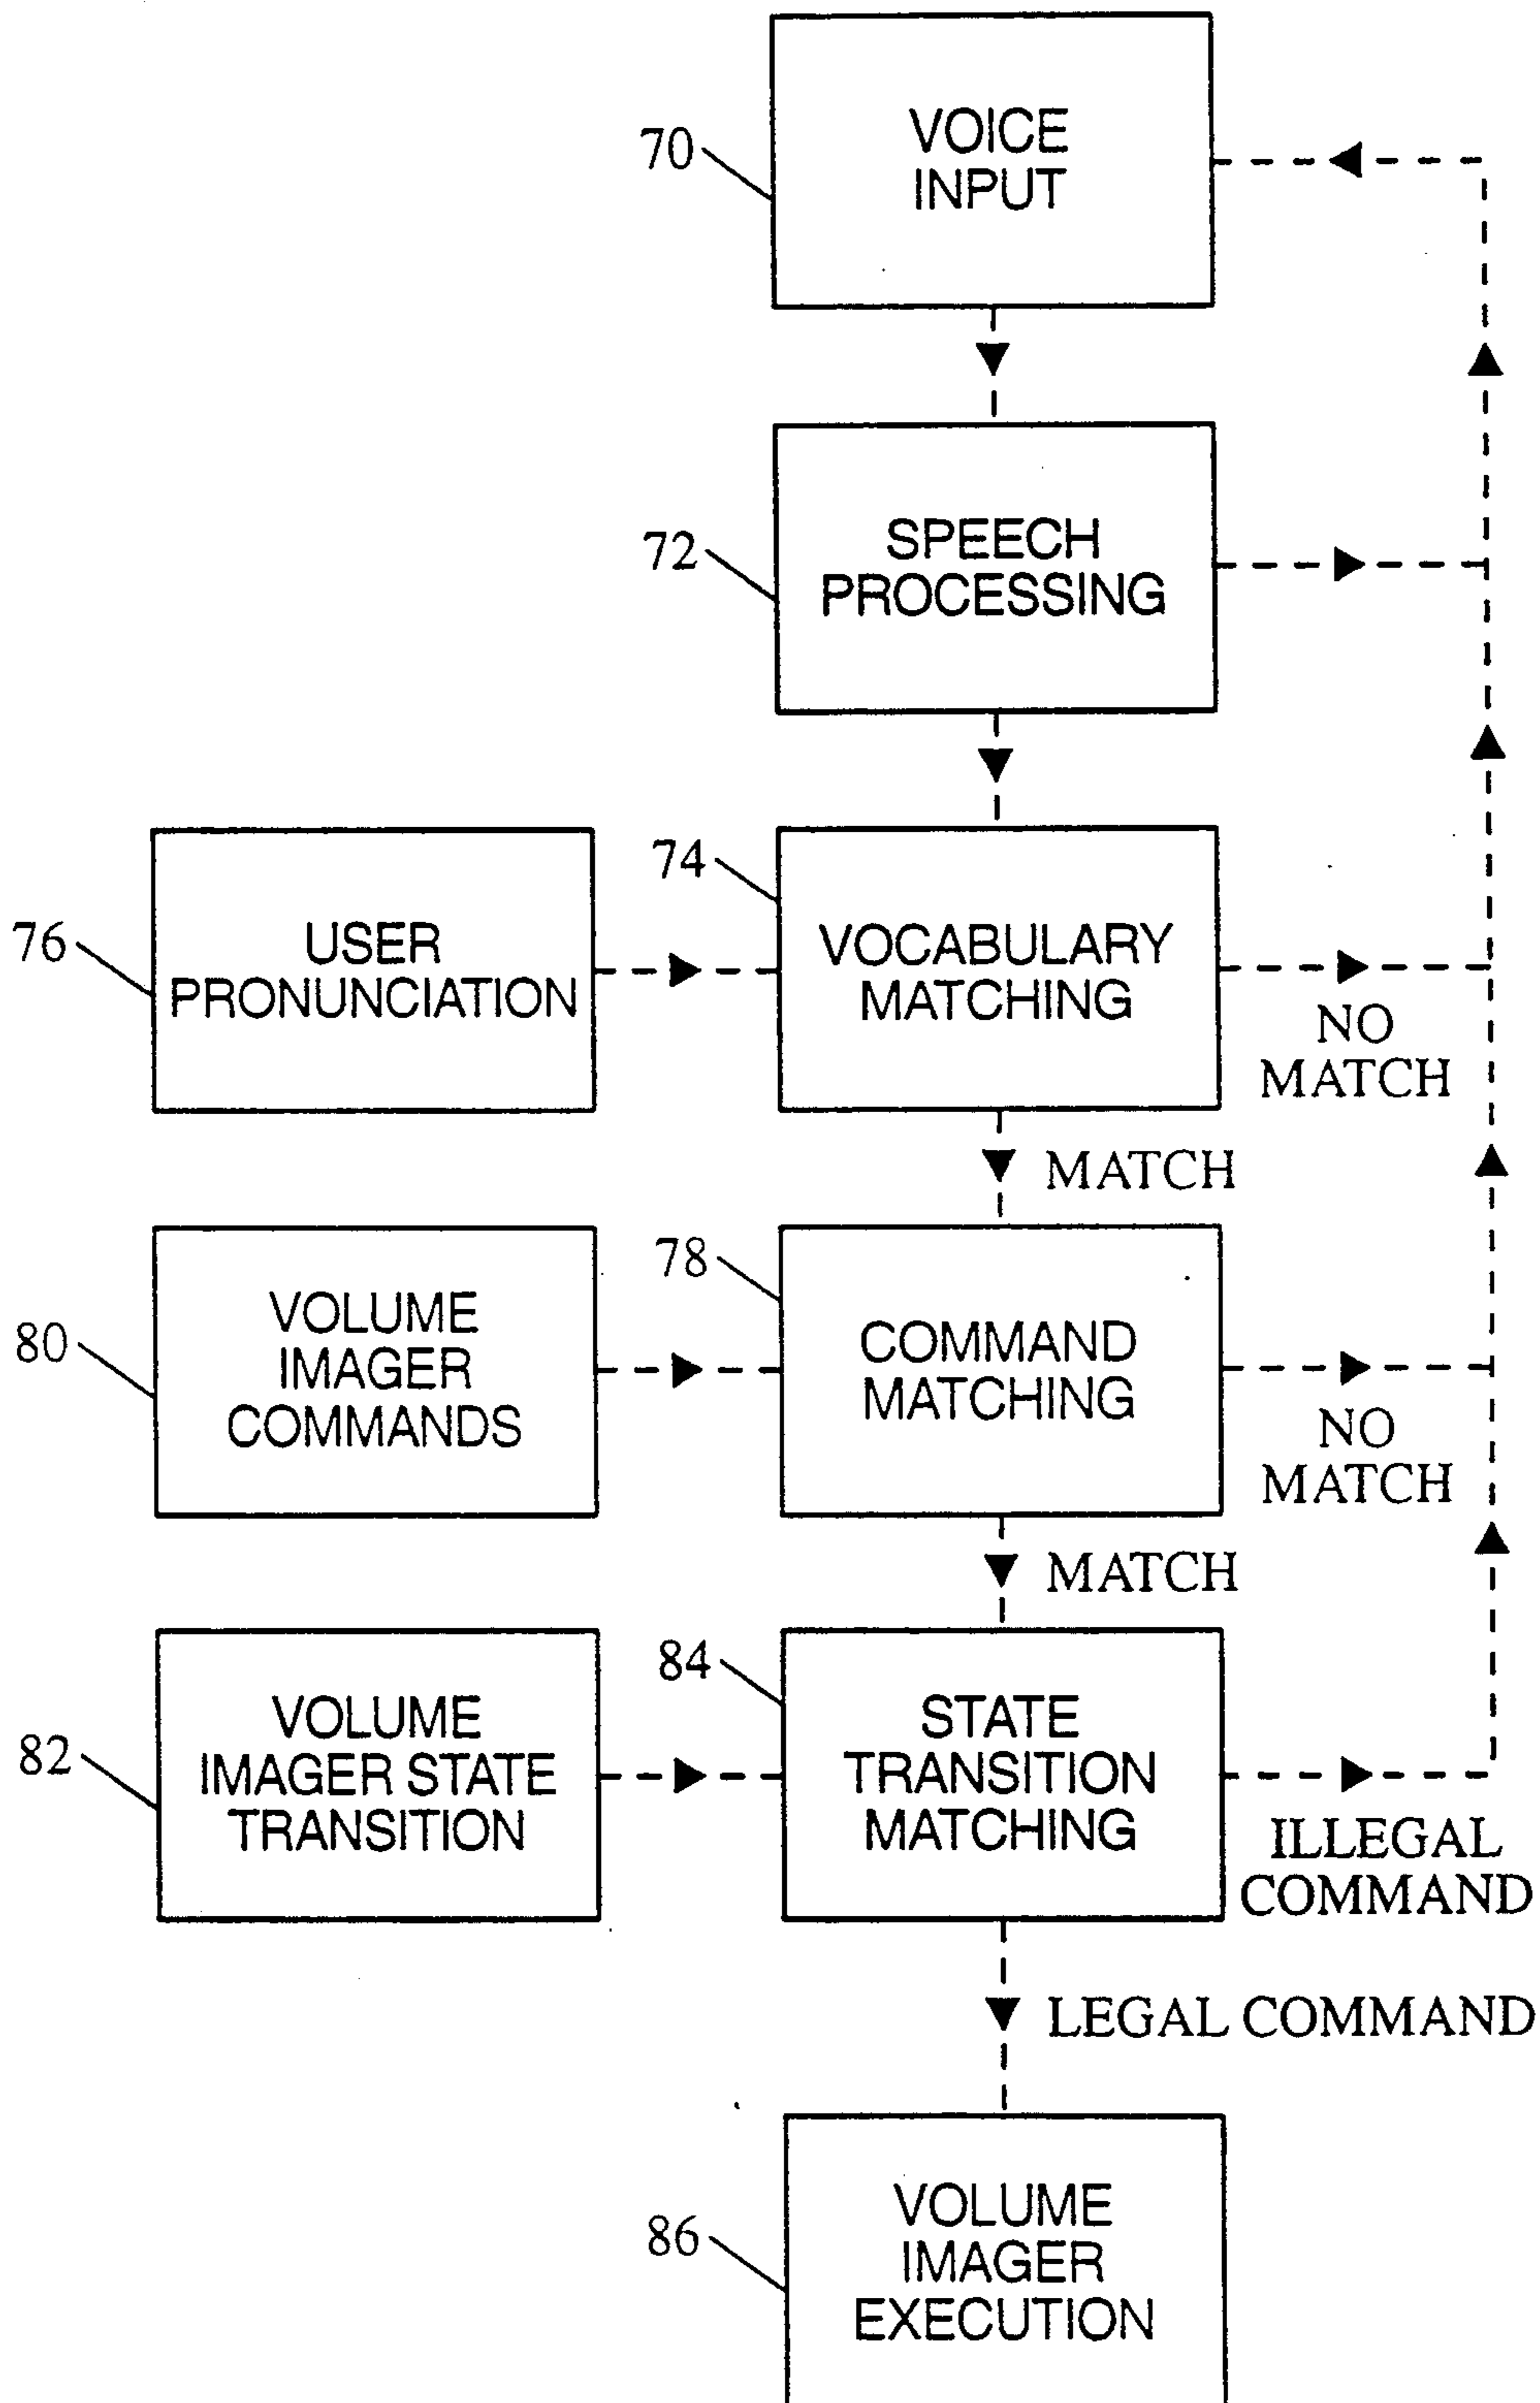 70
VOICE
INPUT
72
SPEECH
PROCESSING
76
USER
PRONUNCIATION
74
VOCABULARY
MATCHING
NO
MATCH
MATCH
80
VOLUME
IMAGER
COMMANDS
78
COMMAND
MATCHING
NO
MATCH
MATCH
82
VOLUME
IMAGER STATE
TRANSITION
84
STATE
TRANSITION
MATCHING
ILLEGAL
COMMAND
LEGAL COMMAND
86
VOLUME
IMAGER
EXECUTION